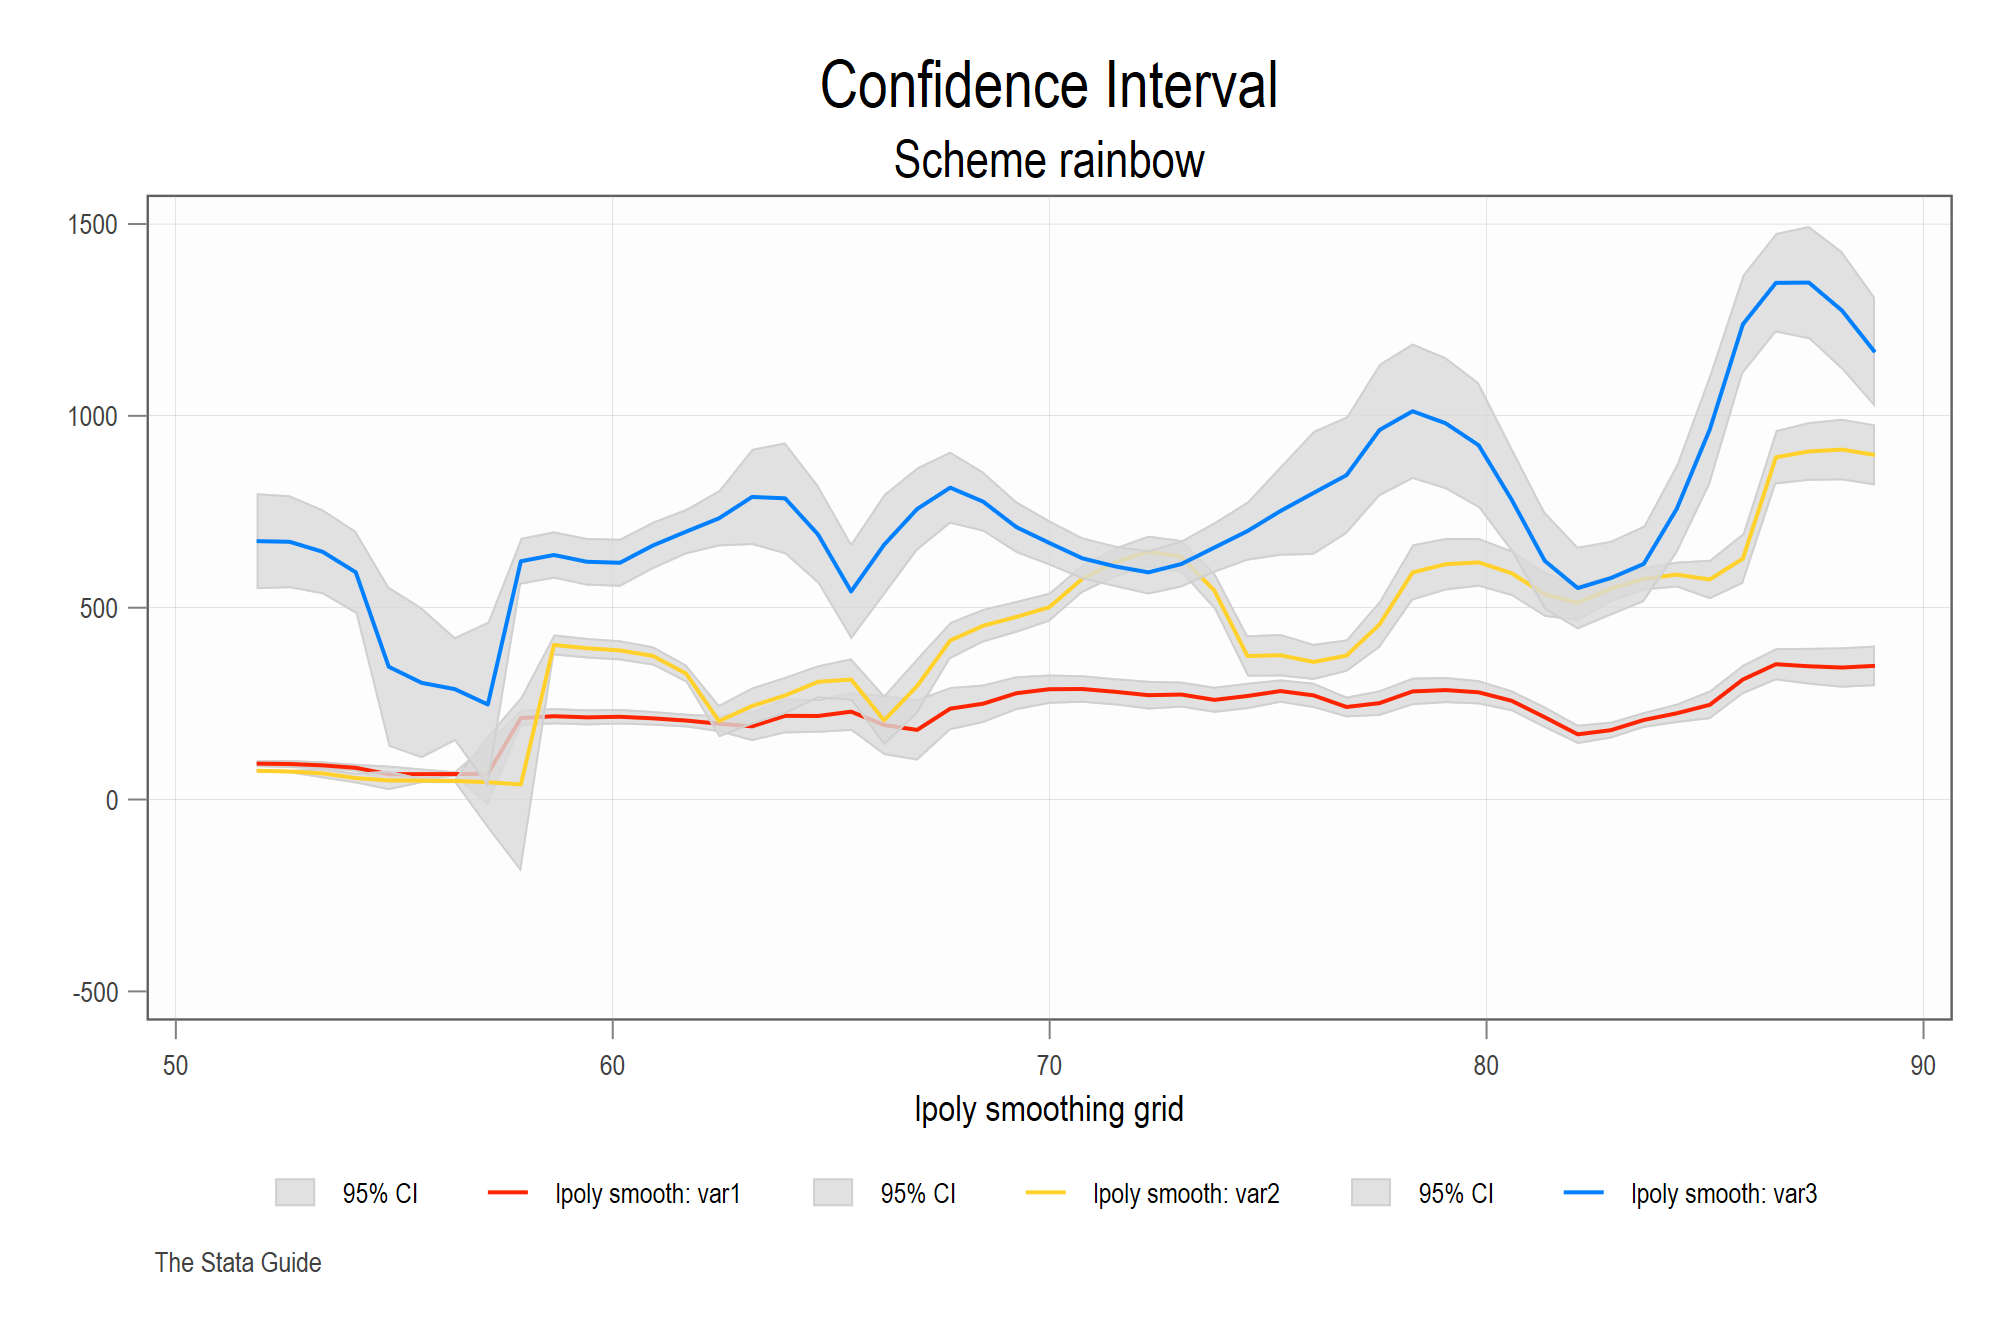 Confidence Interval
Scheme rainbow
1500
1000
500
0
-500
50 60 70 80 90
lpoly smoothing grid
95% CI lpoly smooth: var1 95% CI lpoly smooth: var2 95% CI lpoly smooth: var3
The Stata Guide